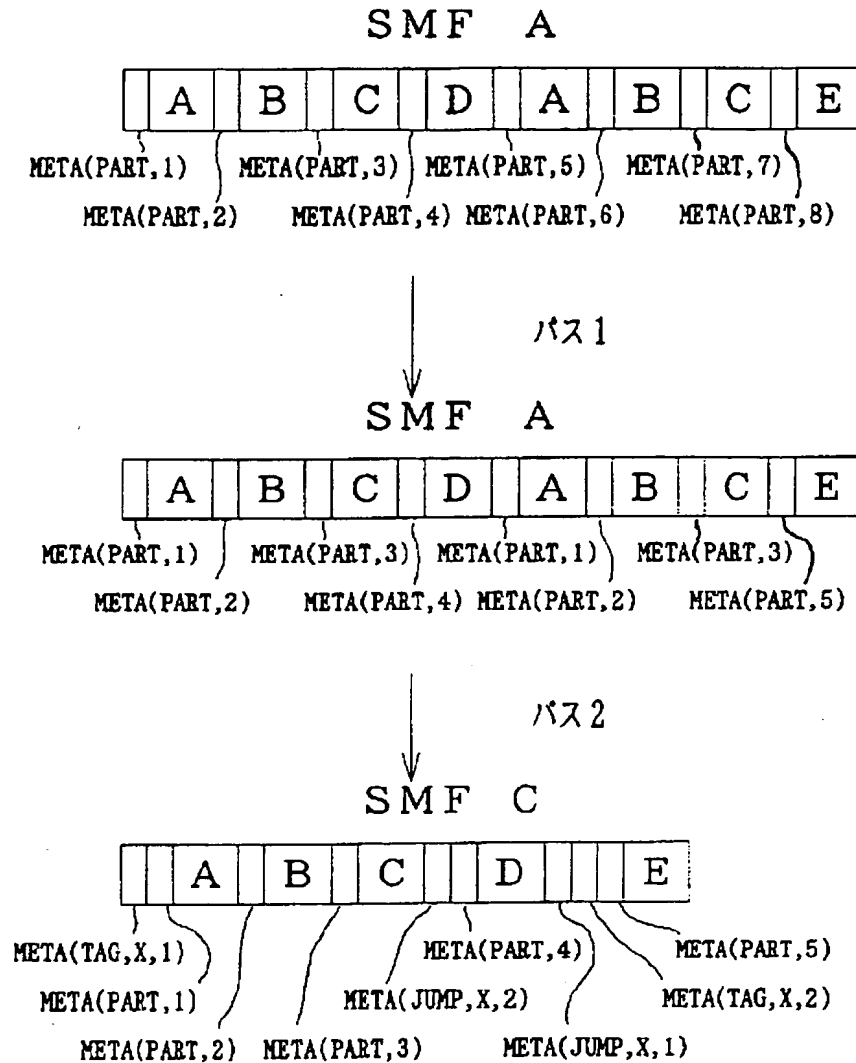 SMF A
A B C D A B C E
META(PART,1) META(PART,3) META(PART,5) META(PART,7)
META(PART,2) META(PART,4) META(PART,6) META(PART,8)
パス1
SMF A
A B C D A B C E
META(PART,1) META(PART,3) META(PART,1) META(PART,3)
META(PART,2) META(PART,4) META(PART,2) META(PART,5)
パス2
SMF C
A B C D E
META(TAG,X,1) META(PART,4) META(PART,5)
META(PART,1) META(JUMP,X,2) META(TAG,X,2)
META(PART,2) META(PART,3) META(JUMP,X,1)